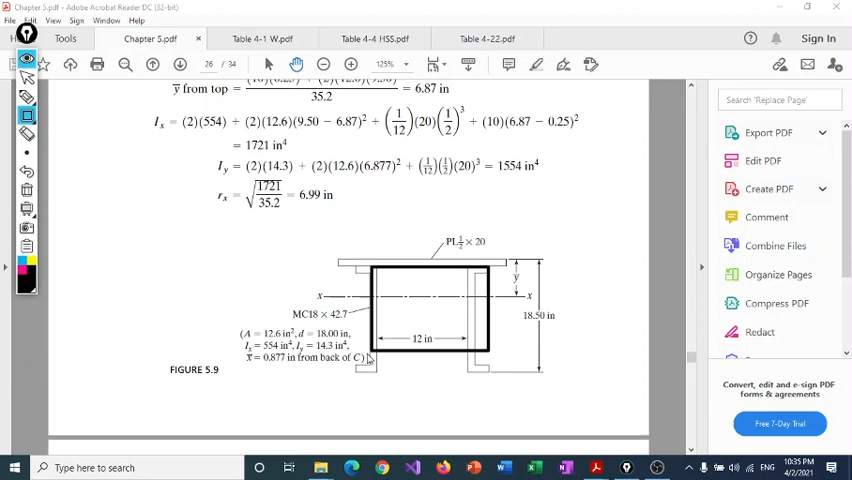 Chapter 5.pdf - Adobe Acrobat Reader DC (32-bit)
File Edit View Sign Window Help
Tools
Chapter 5.pdf ×
Table 4-1 W.pdf
Table 4-4 HSS.pdf
Table 4-22.pdf
Sign In
26 / 34
125%
y̅ from top = = 6.87 in
35.2
I_x = (2)(554) + (2)(12.6)(9.50 − 6.87)² + (1/12)(20)(1/2)³ + (10)(6.87 − 0.25)²
= 1721 in⁴
I_y = (2)(14.3) + (2)(12.6)(6.877)² + (1/12)(1/2)(20)³ = 1554 in⁴
r_x = √(1721/35.2) = 6.99 in
PL½ × 20
y̅
x
x
MC18 × 42.7
18.50 in
(A = 12.6 in², d = 18.00 in,
I_x = 554 in⁴, I_y = 14.3 in⁴,
x̅ = 0.877 in from back of C)
12 in
FIGURE 5.9
Search 'Replace Page'
Export PDF
Edit PDF
Create PDF
Comment
Combine Files
Organize Pages
Compress PDF
Redact
Convert, edit and e-sign PDF
forms & agreements
Free 7-Day Trial
Type here to search
ENG
10:35 PM
4/2/2021